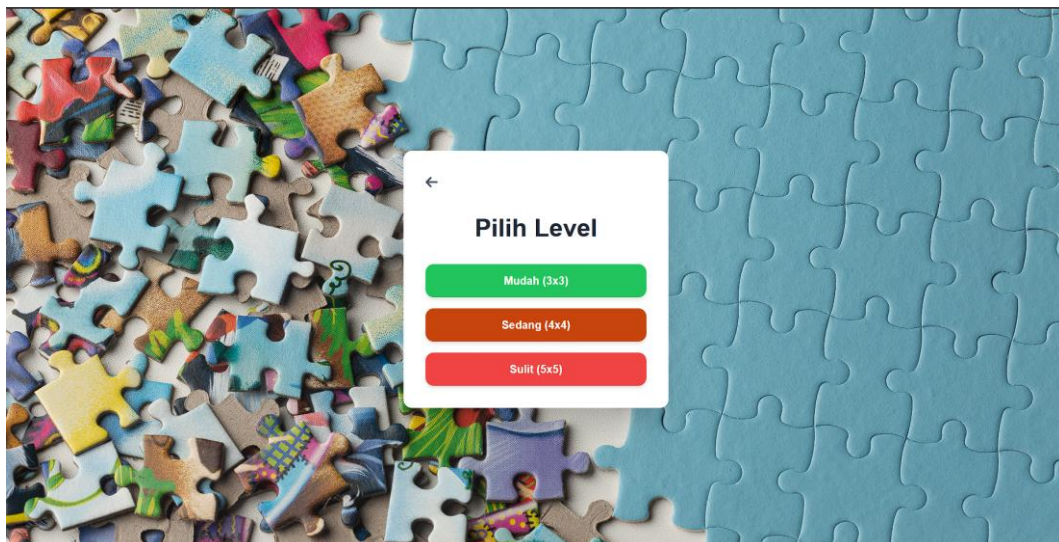 ←
Pilih Level
Mudah (3x3)
Sedang (4x4)
Sulit (5x5)